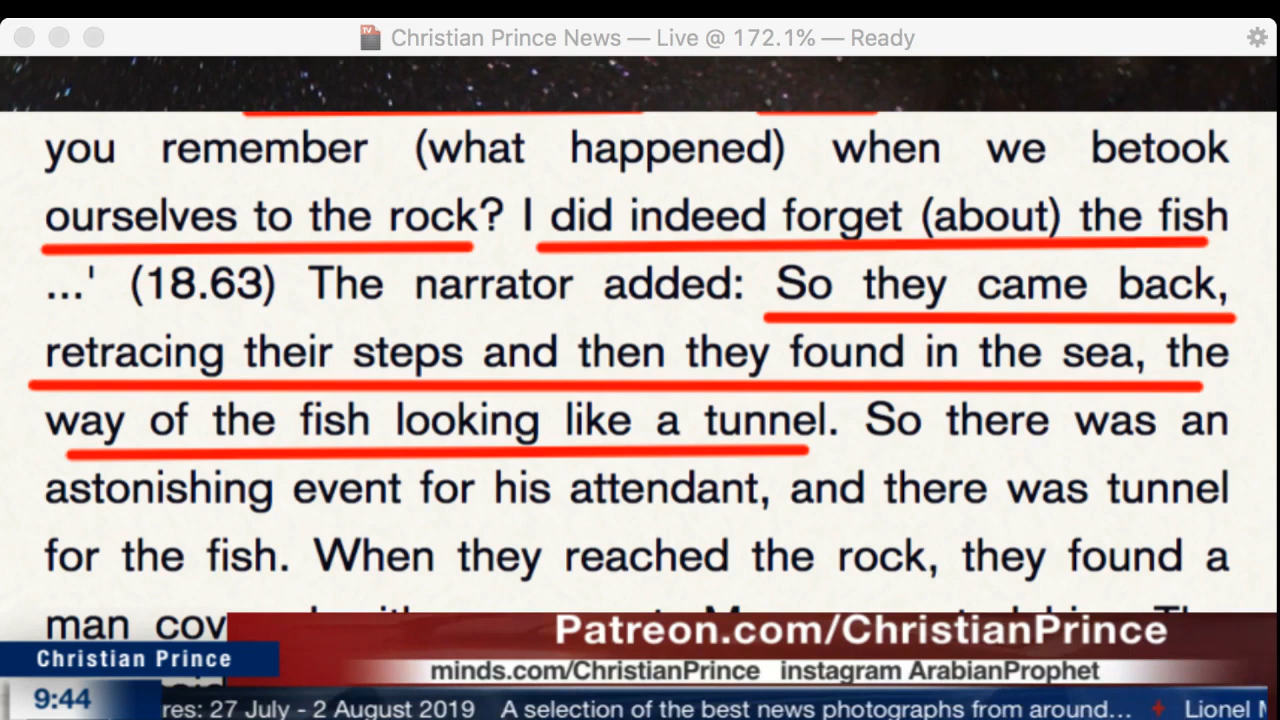 Christian Prince News — Live @ 172.1% — Ready
you remember (what happened) when we betook
ourselves to the rock? I did indeed forget (about) the fish
...' (18.63) The narrator added: So they came back,
retracing their steps and then they found in the sea, the
way of the fish looking like a tunnel. So there was an
astonishing event for his attendant, and there was tunnel
for the fish. When they reached the rock, they found a
man
Patreon.com/ChristianPrince
Christian Prince
minds.com/ChristianPrince instagram ArabianProphet
9:44
res: 27 July - 2 August 2019 A selection of the best news photographs from around... Lionel